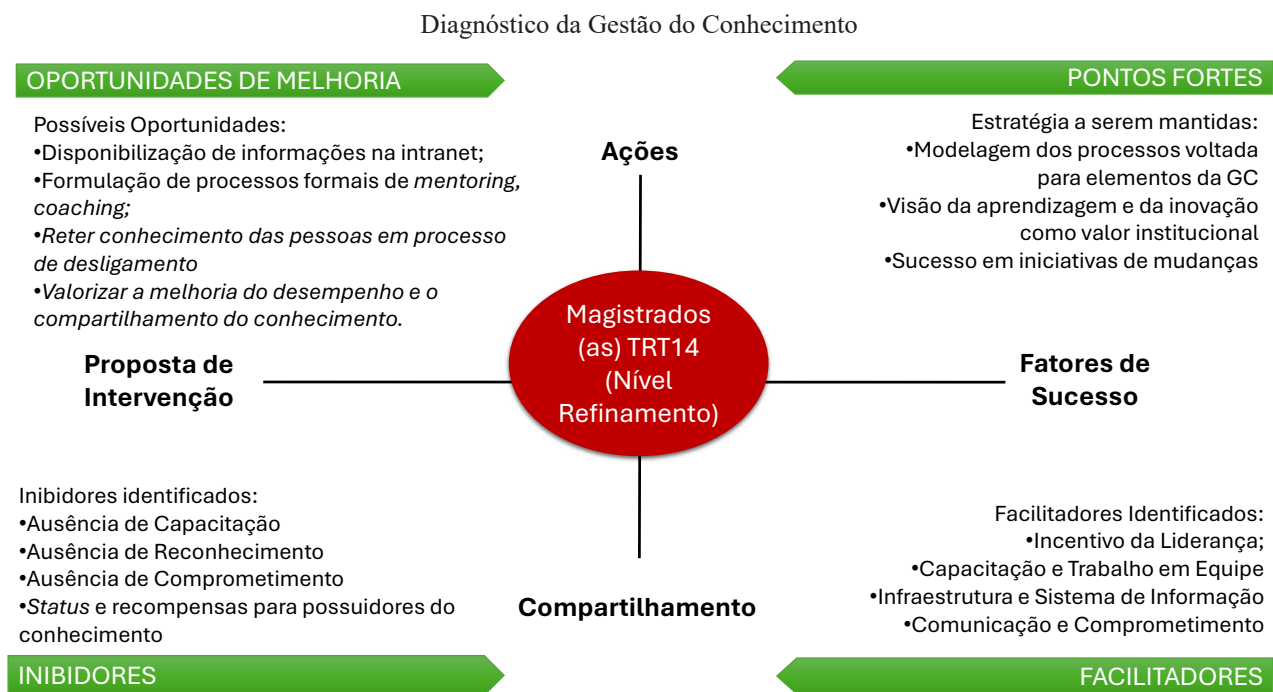 Diagnóstico da Gestão do Conhecimento
OPORTUNIDADES DE MELHORIA
Possíveis Oportunidades:
•Disponibilização de informações na intranet;
•Formulação de processos formais de mentoring,
coaching;
•Reter conhecimento das pessoas em processo
de desligamento
•Valorizar a melhoria do desempenho e o
compartilhamento do conhecimento.
Ações
PONTOS FORTES
Estratégia a serem mantidas:
•Modelagem dos processos voltada
para elementos da GC
•Visão da aprendizagem e da inovação
como valor institucional
•Sucesso em iniciativas de mudanças
Proposta de
Intervenção
Magistrados
(as) TRT14
(Nível
Refinamento)
Fatores de
Sucesso
Inibidores identificados:
•Ausência de Capacitação
•Ausência de Reconhecimento
•Ausência de Comprometimento
•Status e recompensas para possuidores do
conhecimento
INIBIDORES
Compartilhamento
Facilitadores Identificados:
•Incentivo da Liderança;
•Capacitação e Trabalho em Equipe
•Infraestrutura e Sistema de Informação
•Comunicação e Comprometimento
FACILITADORES